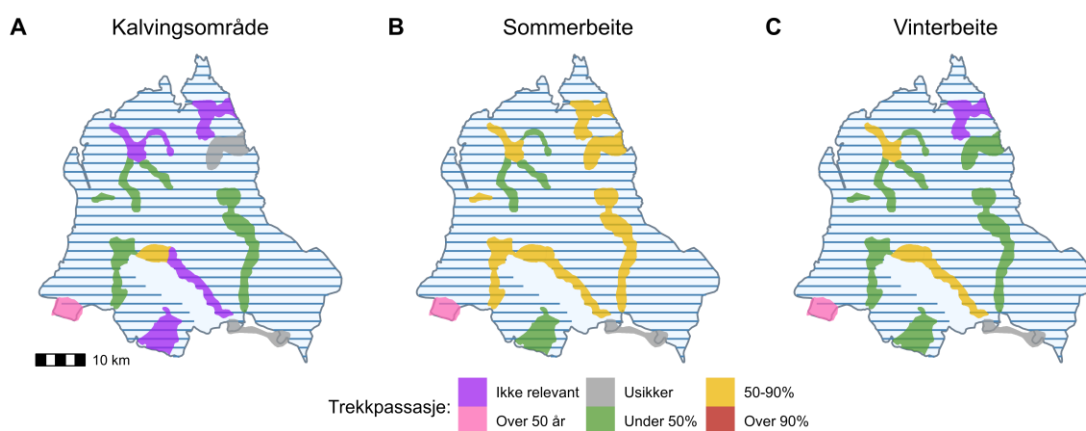 A Kalvingsområde
B Sommerbeite
C Vinterbeite
10 km
Trekkpassasje:
Ikke relevant
Usikker
50-90%
Over 50 år
Under 50%
Over 90%